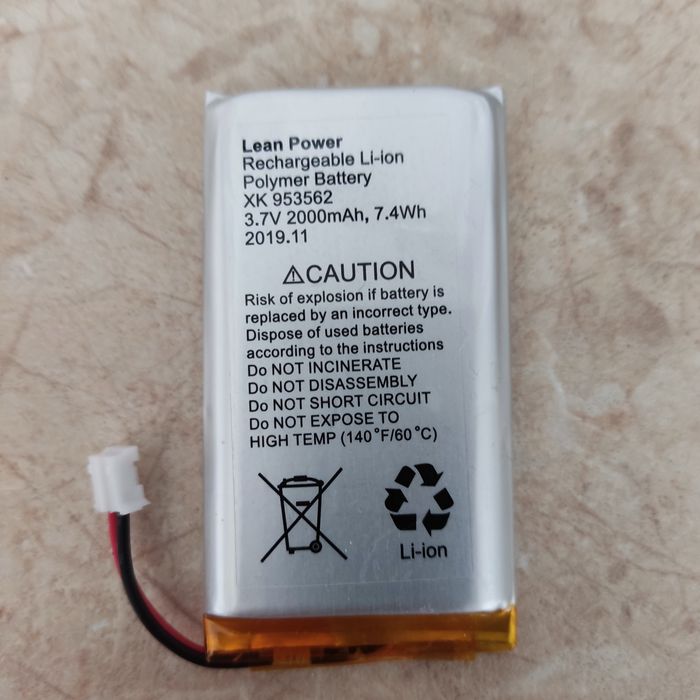 Lean Power
Rechargeable Li-ion
Polymer Battery
XK 953562
3.7V 2000mAh, 7.4Wh
2019.11
⚠CAUTION
Risk of explosion if battery is
replaced by an incorrect type.
Dispose of used batteries
according to the instructions
Do NOT INCINERATE
Do NOT DISASSEMBLY
Do NOT SHORT CIRCUIT
Do NOT EXPOSE TO
HIGH TEMP (140°F/60°C)
Li-ion